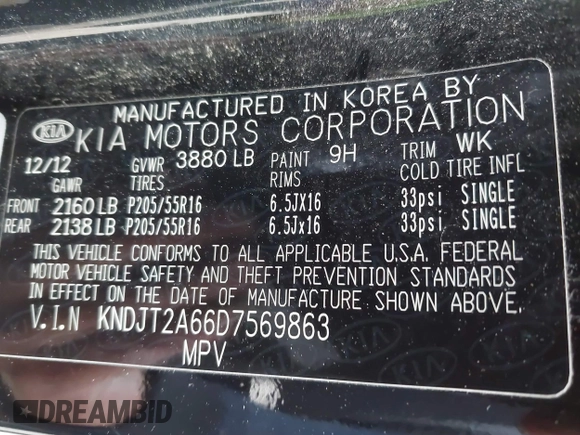 MANUFACTURED IN KOREA BY
KIA KIA MOTORS CORPORATION
12/12 GVWR 3880 LB PAINT 9H TRIM WK
GAWR TIRES RIMS COLD TIRE INFL
FRONT 2160 LB P205/55R16 6.5JX16 33psi SINGLE
REAR 2138 LB P205/55R16 6.5Jx16 33psi SINGLE
THIS VEHICLE CONFORMS TO ALL APPLICABLE U.S.A. FEDERAL
MOTOR VEHICLE SAFETY AND THEFT PREVENTION STANDARDS
IN EFFECT ON THE DATE OF MANUFACTURE SHOWN ABOVE.
V.I.N KNDJT2A66D7569863
MPV
DREAMBID